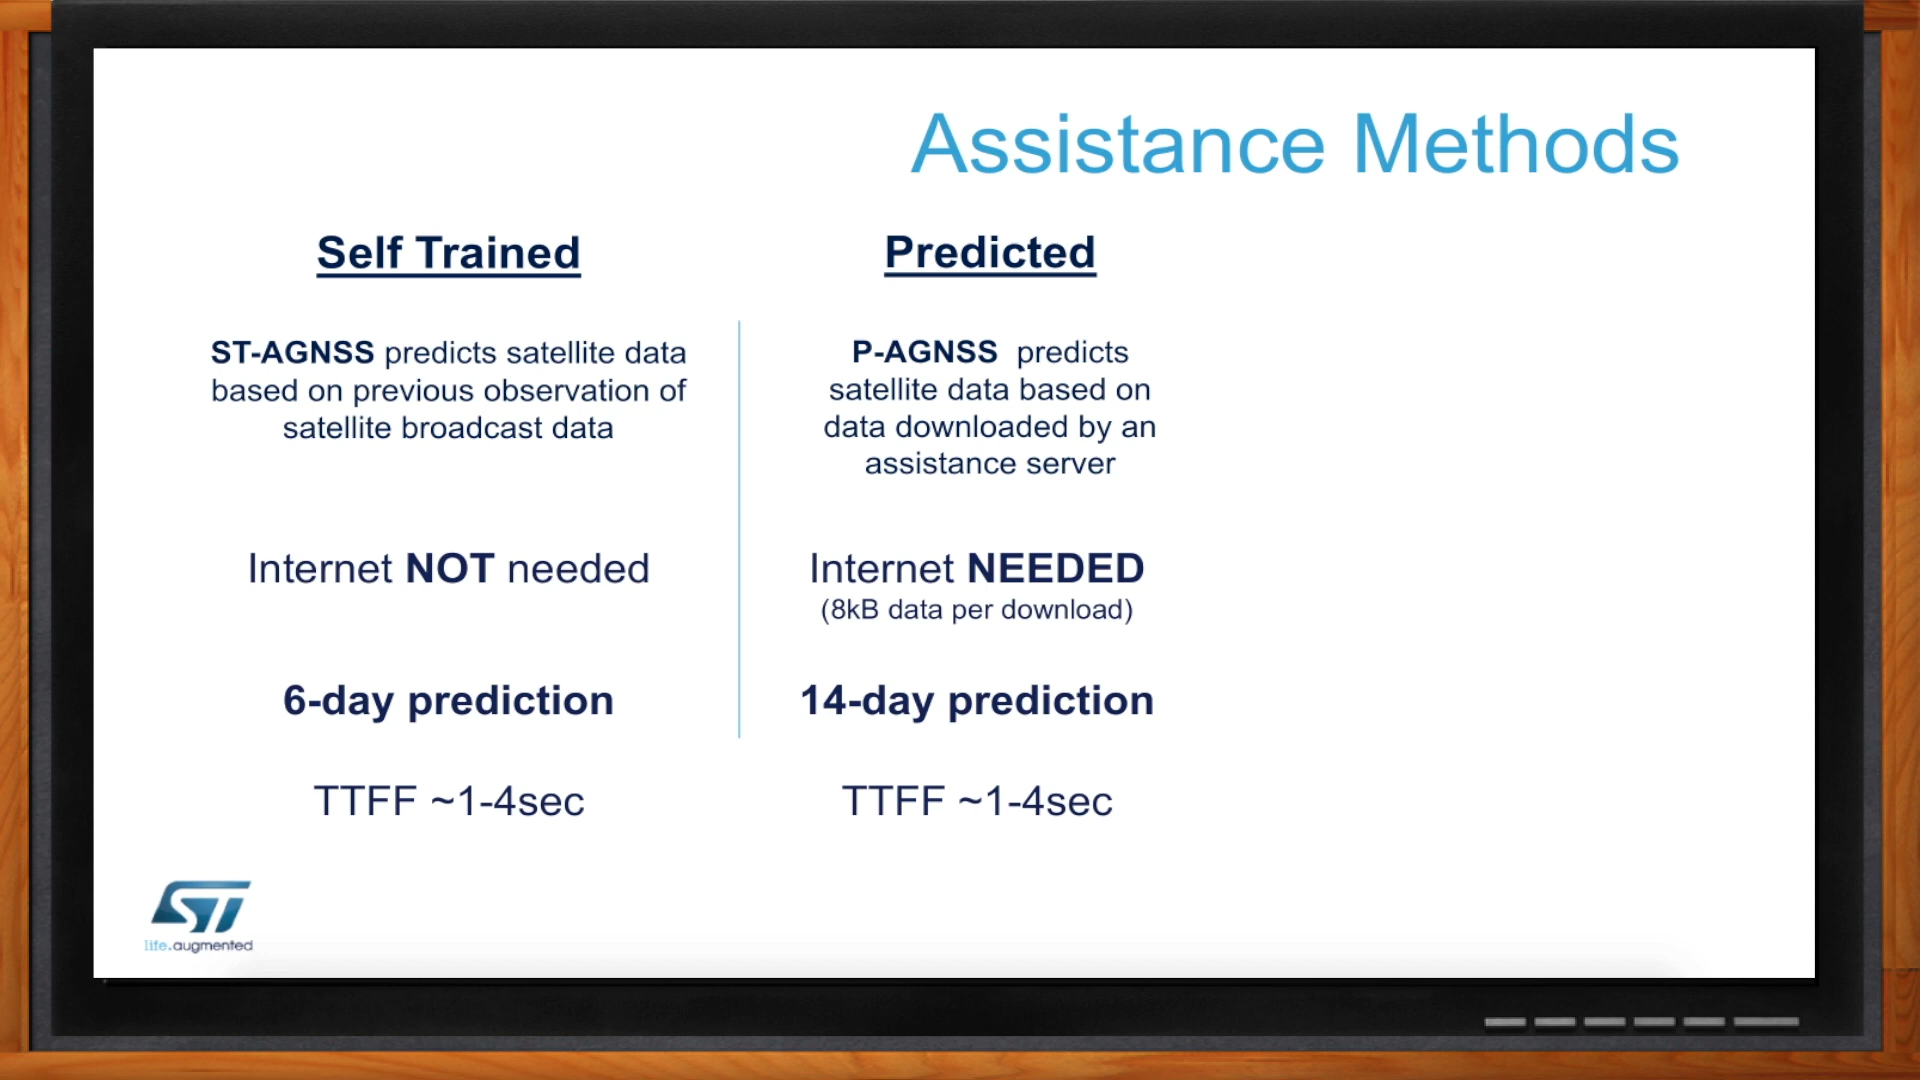 Assistance Methods
Self Trained
ST-AGNSS predicts satellite data
based on previous observation of
satellite broadcast data
Internet NOT needed
6-day prediction
TTFF ~1-4sec
Predicted
P-AGNSS predicts
satellite data based on
data downloaded by an
assistance server
Internet NEEDED
(8kB data per download)
14-day prediction
TTFF ~1-4sec
ST
life.augmented